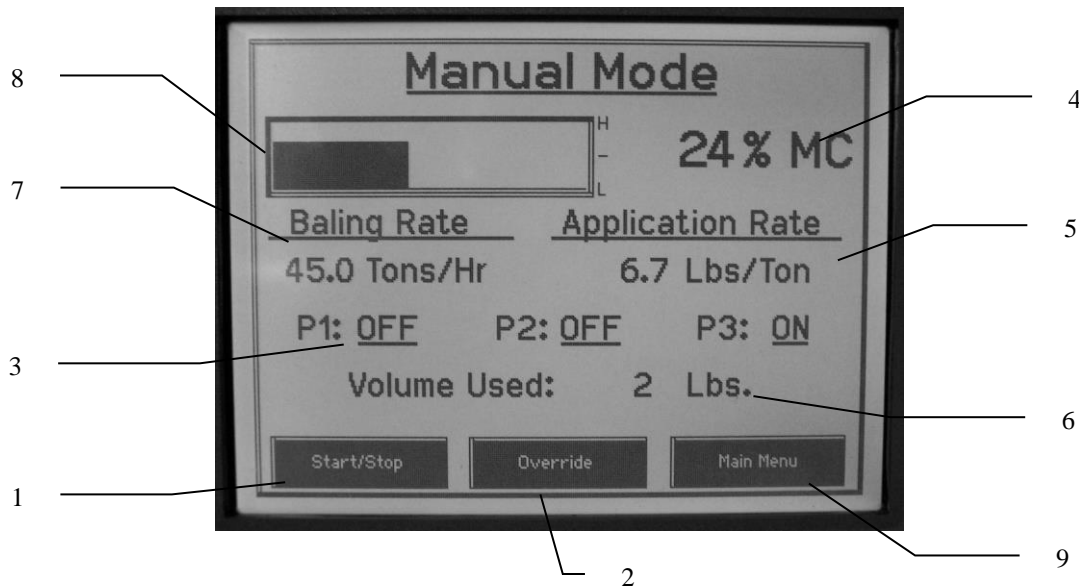 Manual Mode
8
H
24% MC
4
–
L
7
Baling Rate
Application Rate
5
45.0 Tons/Hr
6.7 Lbs/Ton
P1: OFF
P2: OFF
P3: ON
3
Volume Used: 2 Lbs.
6
Start/Stop
Override
Main Menu
1
9
2